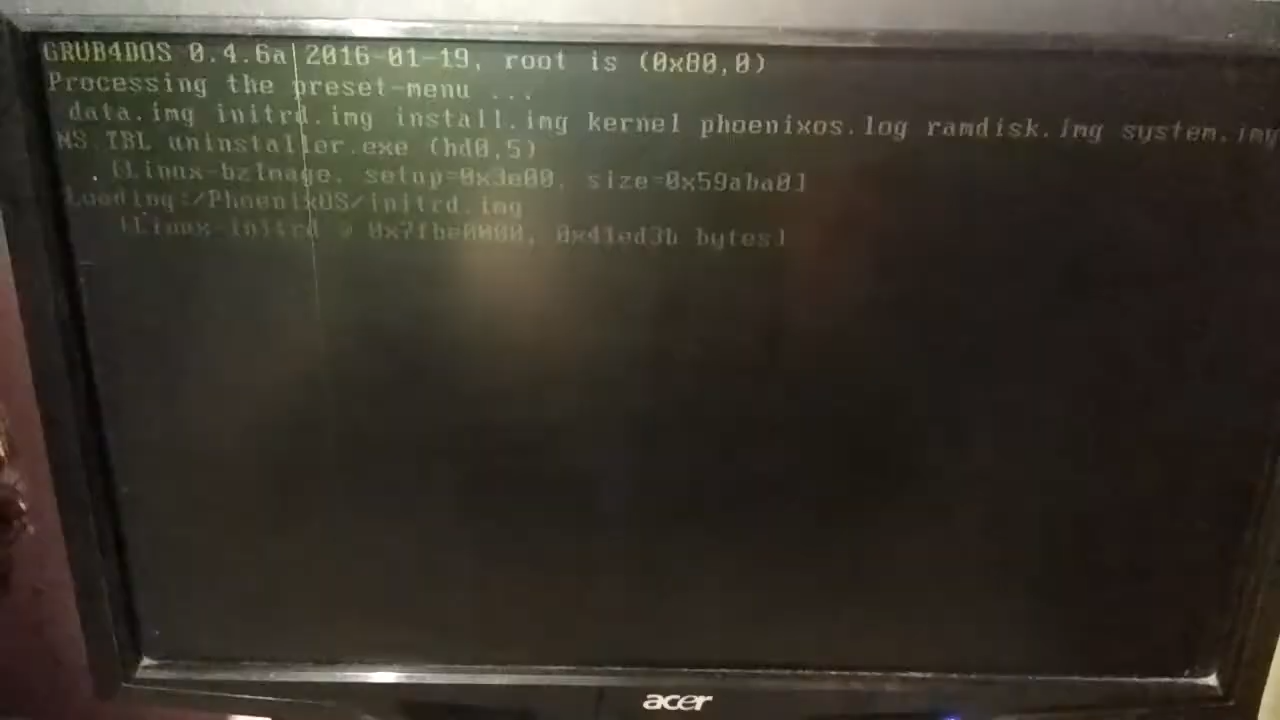 GRUB4DOS 0.4.6a 2016-01-19, root is (0x80,0)
Processing the preset-menu ...
data.img initrd.img install.img kernel phoenixos.log ramdisk.img system.img
uninstallor.exe (hd0,5)
[Linux-bzImage, setup=0x3e00, size=0x59aba0]
Loading:/PhoenixOS/initrd.img
[Linux-initrd @ 0x7fbe0000, 0x41ed3b bytes]
acer